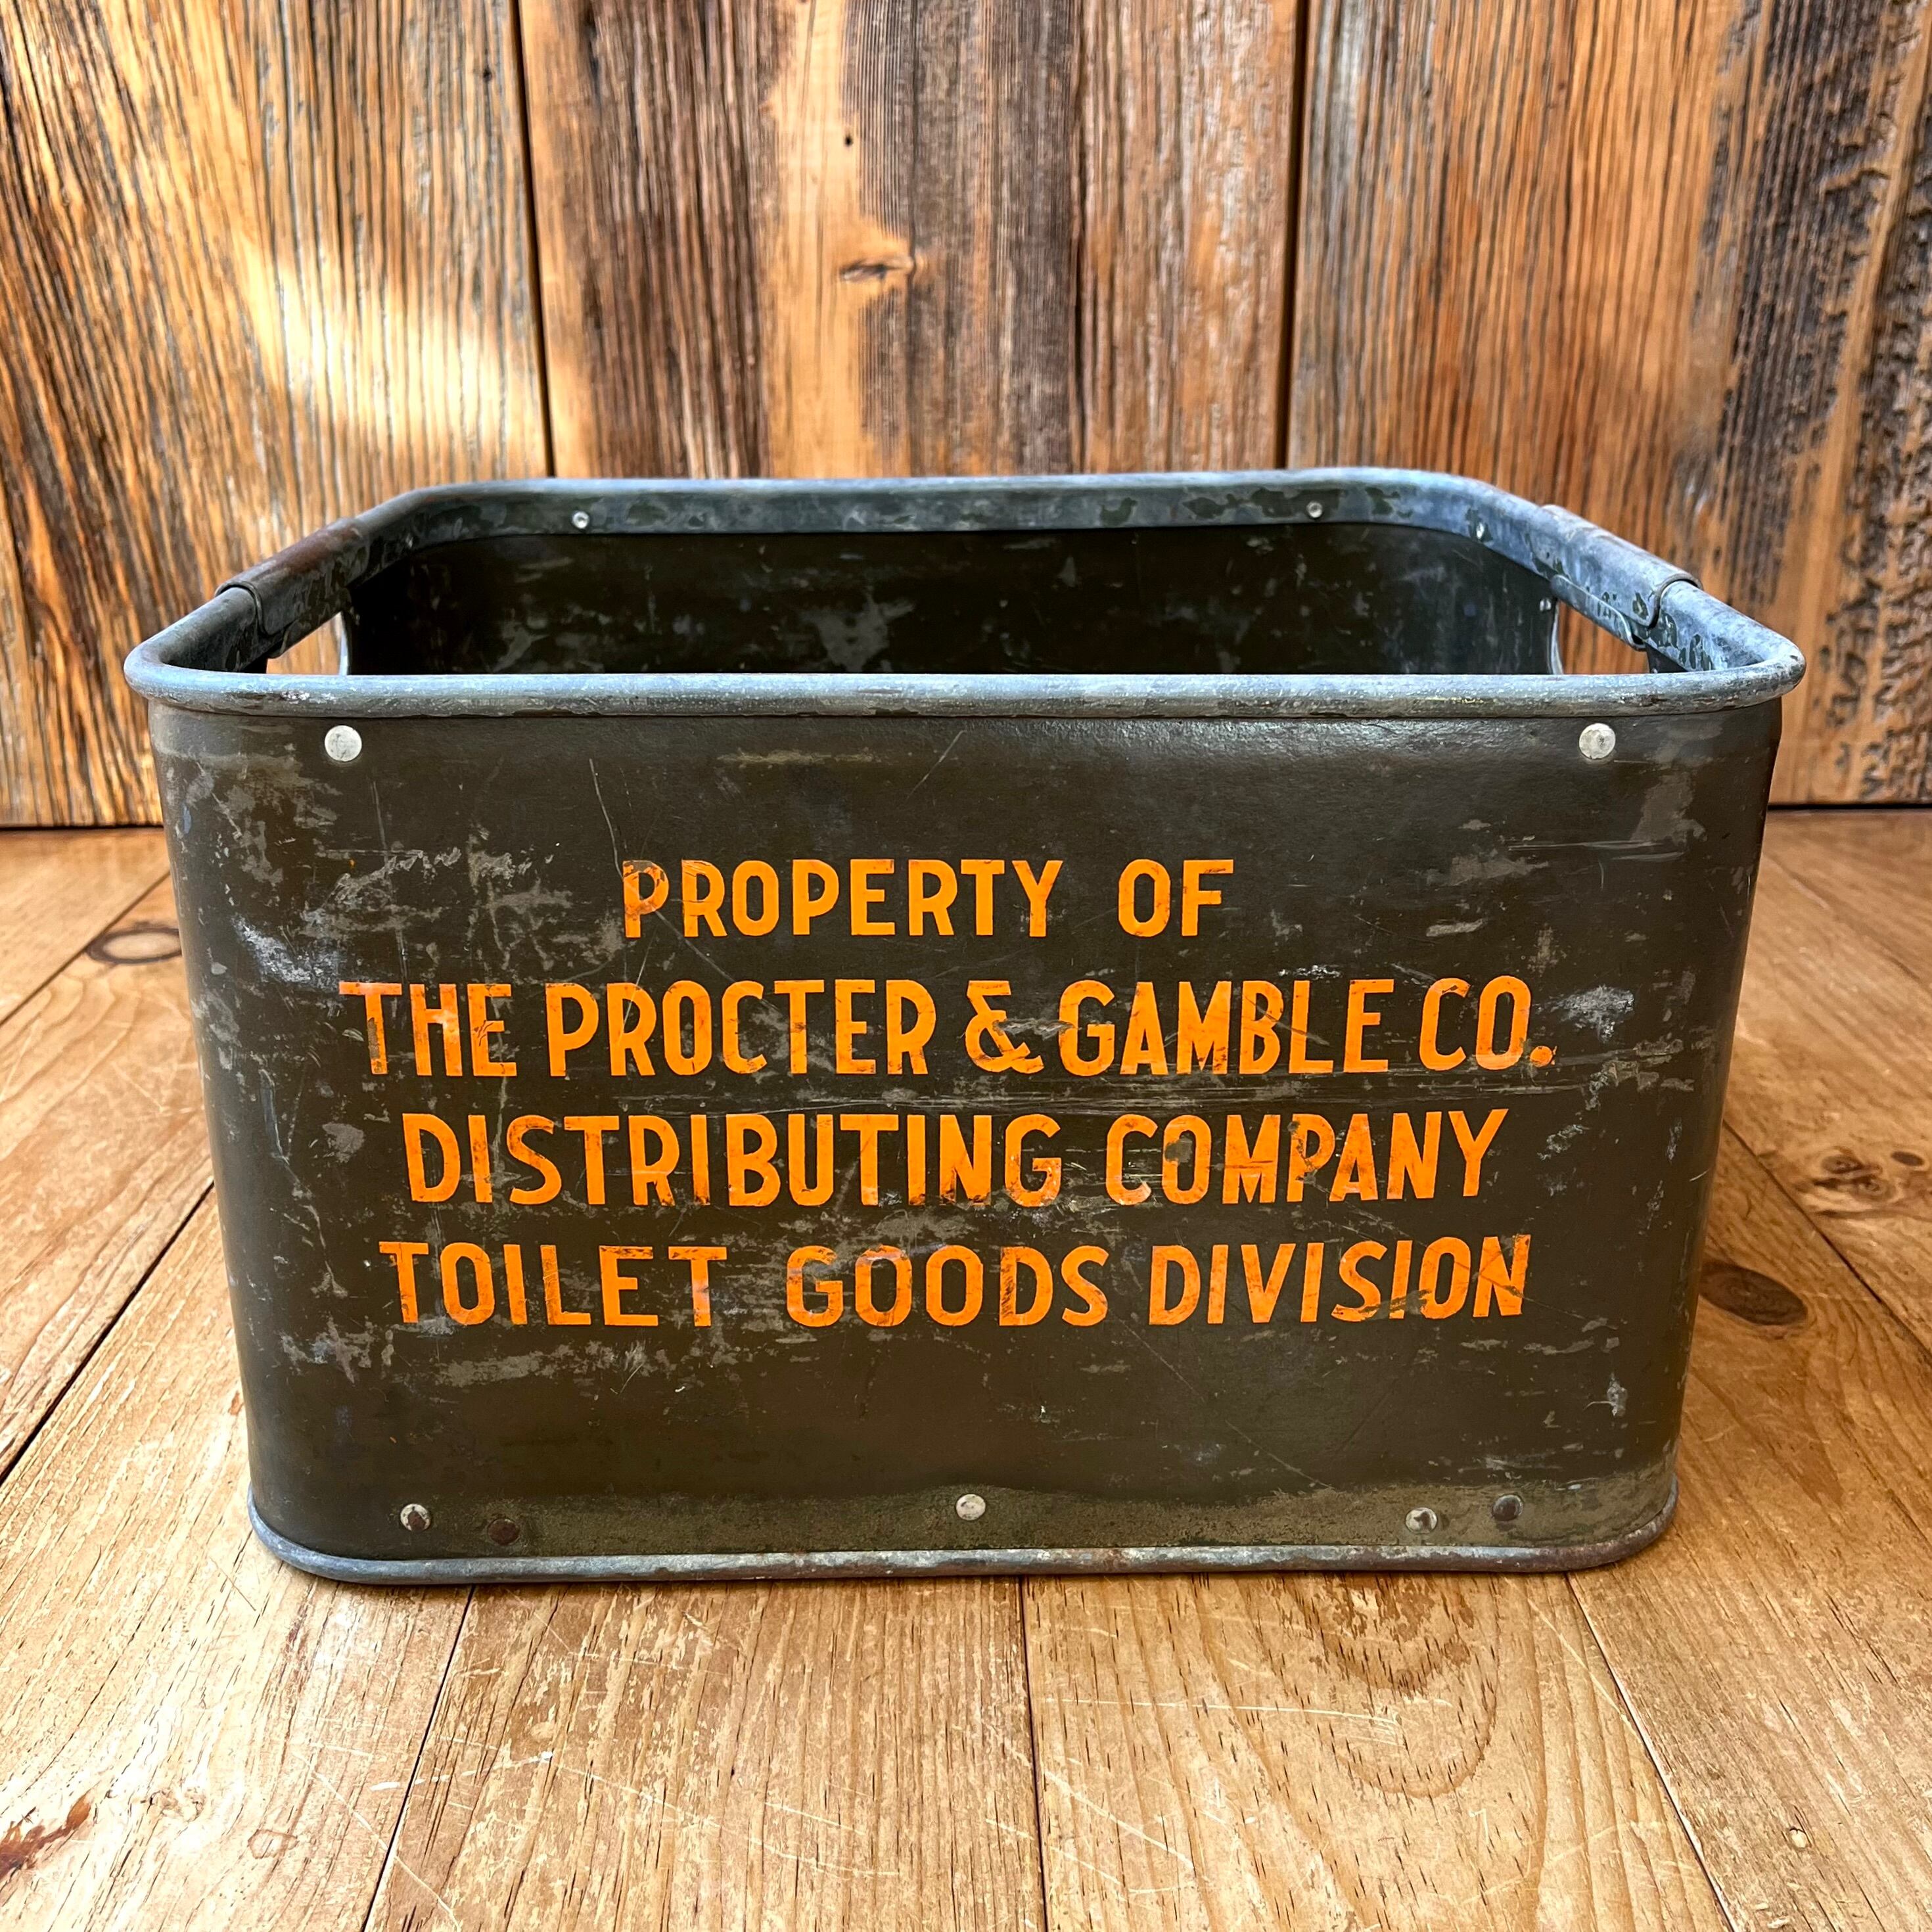 PROPERTY OF
THE PROCTER & GAMBLE CO.
DISTRIBUTING COMPANY
TOILET GOODS DIVISION